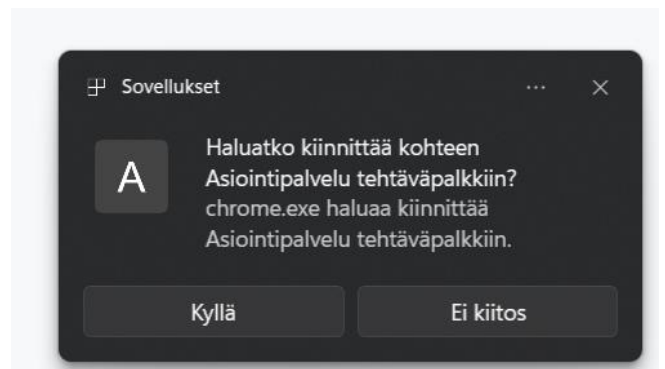 Sovellukset
A
Haluatko kiinnittää kohteen
Asiointipalvelu tehtäväpalkkiin?
chrome.exe haluaa kiinnittää
Asiointipalvelu tehtäväpalkkiin.
Kyllä
Ei kiitos